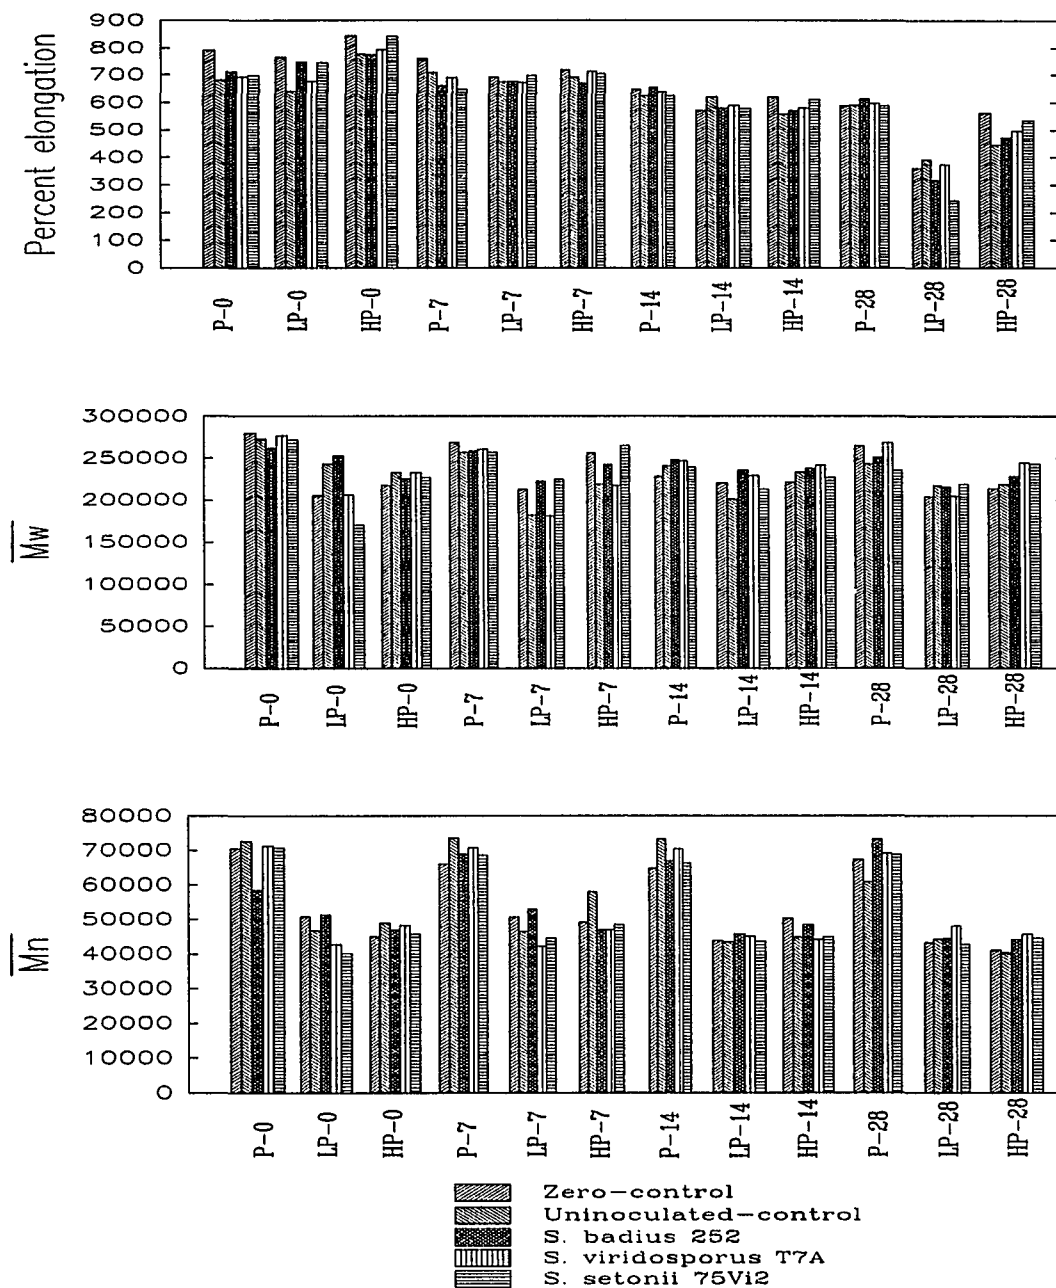 900
800
700
600
500
400
300
200
100
0
Percent elongation
P-0 LP-0 HP-0 P-7 LP-7 HP-7 P-14 LP-14 HP-14 P-28 LP-28 HP-28
300000
250000
200000
150000
100000
50000
0
Mw
P-0 LP-0 HP-0 P-7 LP-7 HP-7 P-14 LP-14 HP-14 P-28 LP-28 HP-28
80000
70000
60000
50000
40000
30000
20000
10000
0
Mn
P-0 LP-0 HP-0 P-7 LP-7 HP-7 P-14 LP-14 HP-14 P-28 LP-28 HP-28
Zero-control
Uninoculated-control
S. badius 252
S. viridosporus T7A
S. setonii 75Vi2